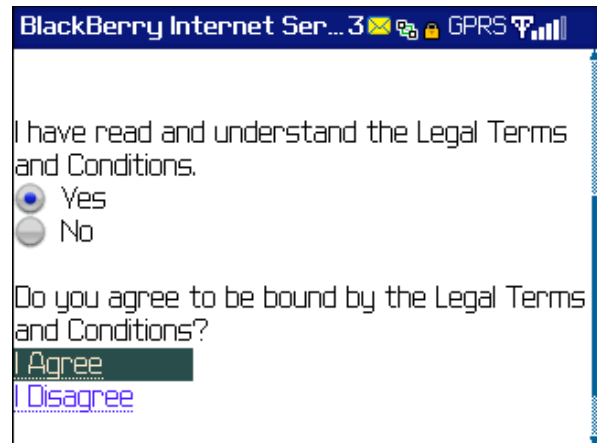 BlackBerry Internet Ser... 3 GPRS
I have read and understand the Legal Terms
and Conditions.
Yes
No
Do you agree to be bound by the Legal Terms
and Conditions?
I Agree
I Disagree